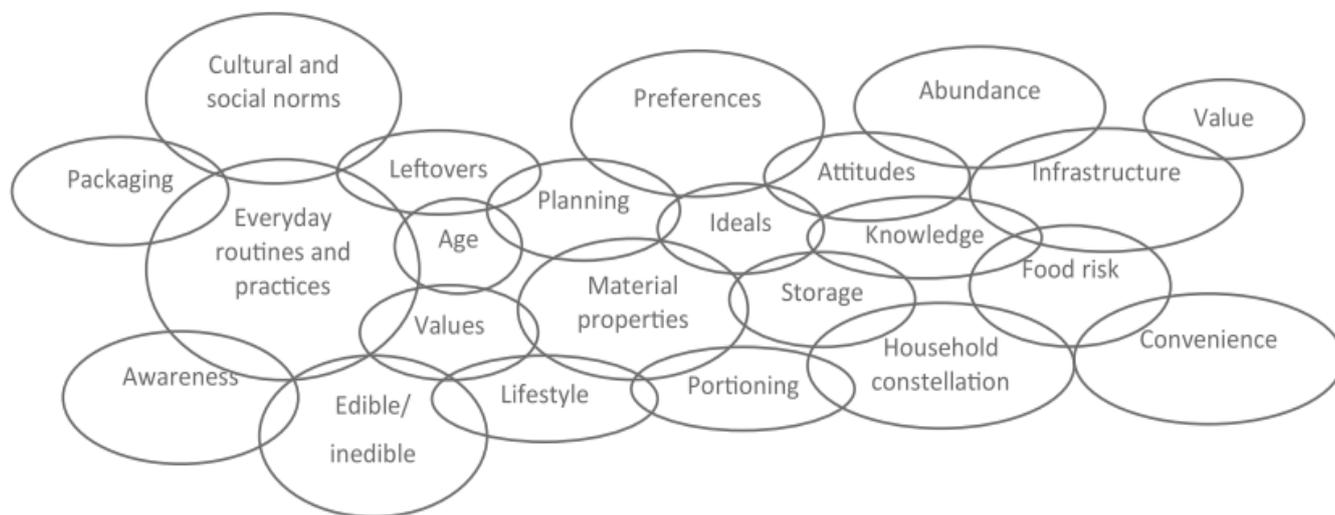 Cultural and
social norms
Preferences
Abundance
Value
Packaging
Leftovers
Attitudes
Infrastructure
Planning
Everyday
routines and
practices
Age
Ideals
Knowledge
Food risk
Material
properties
Storage
Values
Convenience
Household
constellation
Awareness
Lifestyle
Portioning
Edible/
inedible